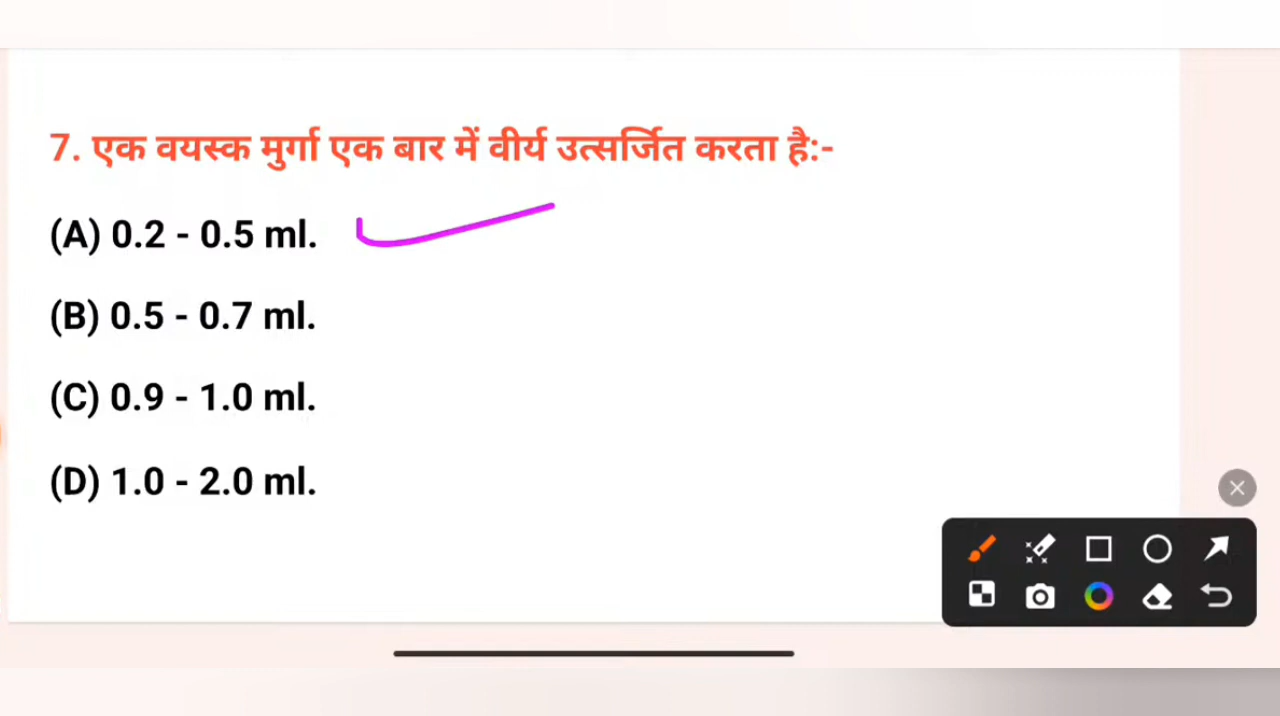 7. एक वयस्क मुर्गा एक बार में वीर्य उत्सर्जित करता है:-
(A) 0.2 - 0.5 ml.
(B) 0.5 - 0.7 ml.
(C) 0.9 - 1.0 ml.
(D) 1.0 - 2.0 ml.